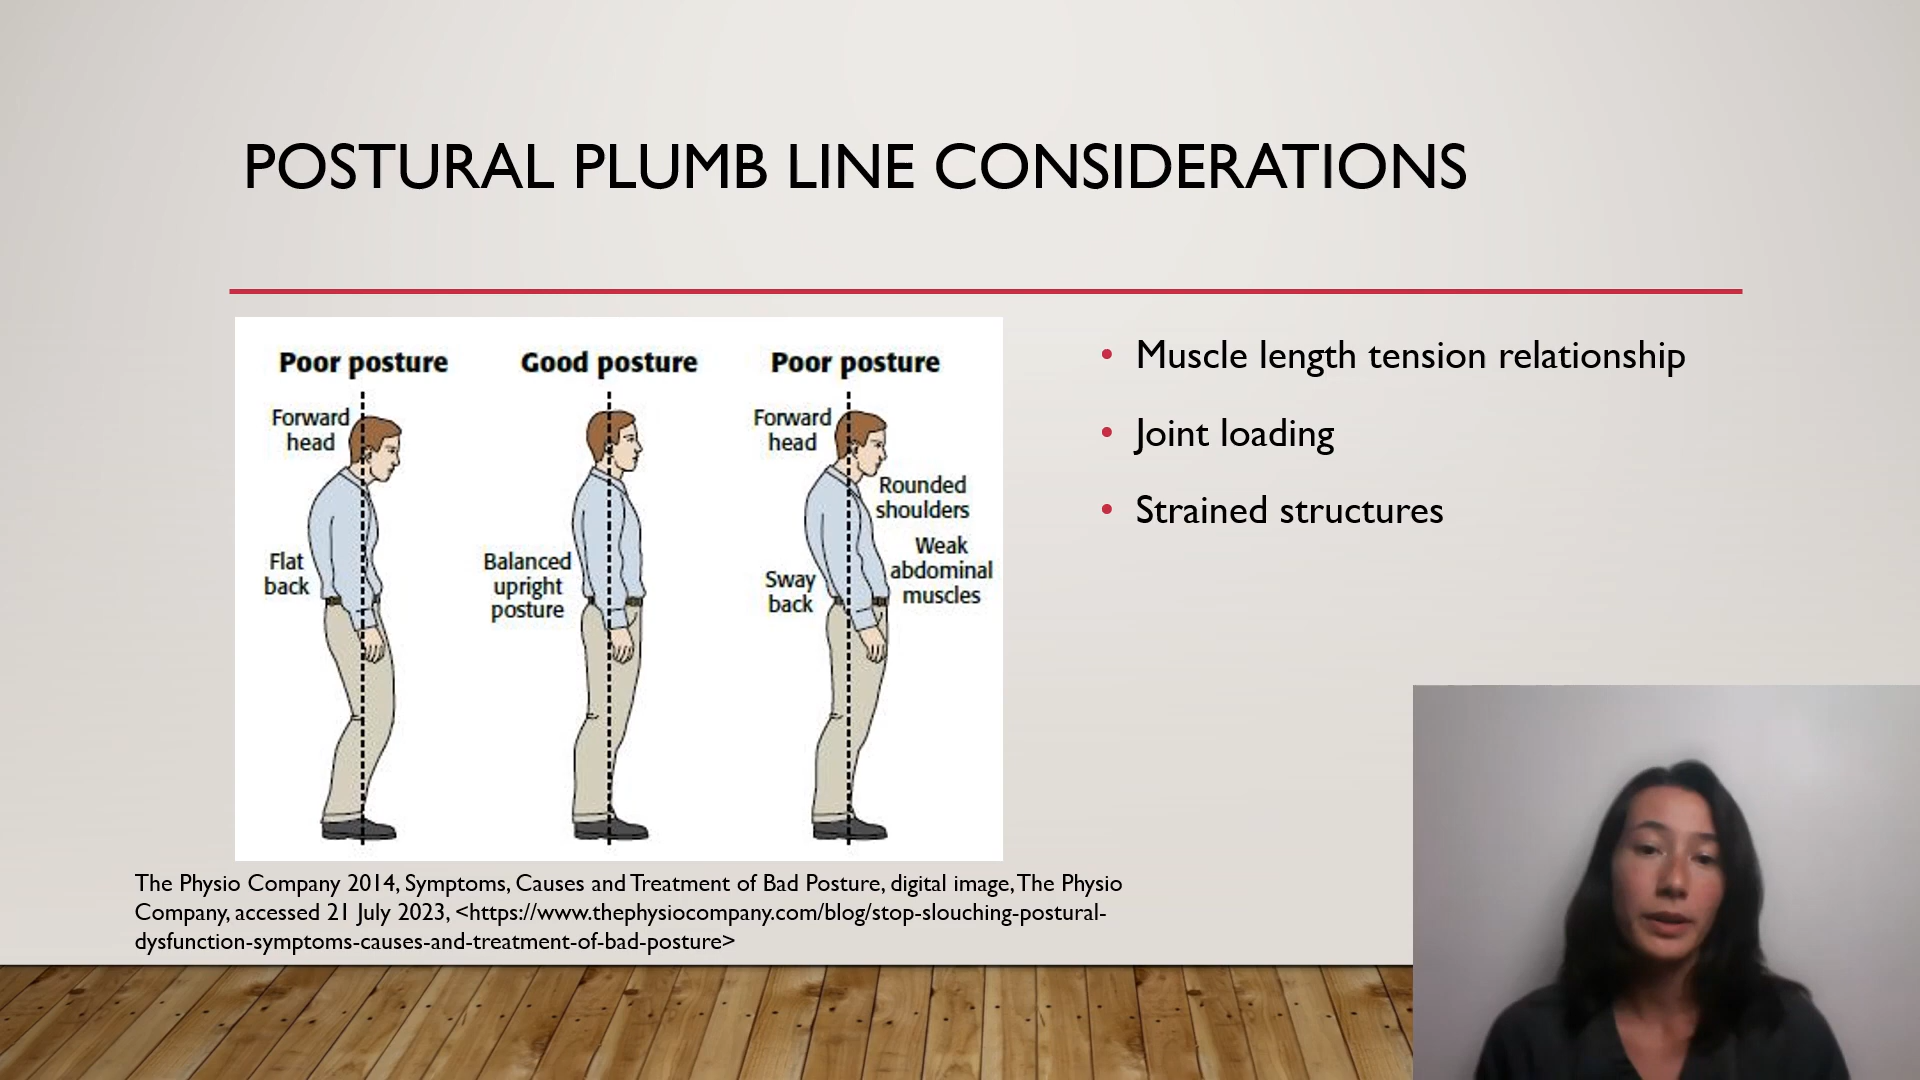 POSTURAL PLUMB LINE CONSIDERATIONS
Poor posture
Forward
head
Flat
back
Good posture
Balanced
upright
posture
Poor posture
Forward
head
Rounded
shoulders
Weak
abdominal
muscles
Sway
back
• Muscle length tension relationship
• Joint loading
• Strained structures
The Physio Company 2014, Symptoms, Causes and Treatment of Bad Posture, digital image, The Physio
Company, accessed 21 July 2023, <https://www.thephysiocompany.com/blog/stop-slouching-postural-
dysfunction-symptoms-causes-and-treatment-of-bad-posture>